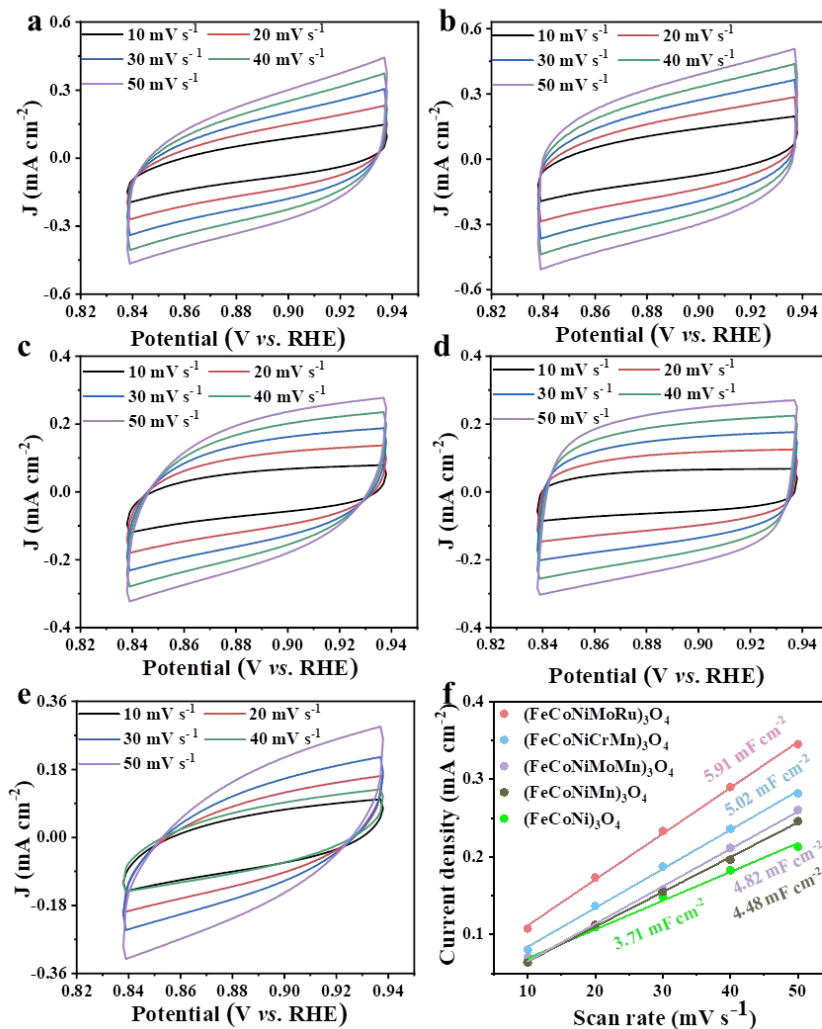 a
10 mV s⁻¹ 20 mV s⁻¹
30 mV s⁻¹ 40 mV s⁻¹
50 mV s⁻¹
J (mA cm⁻²)
0.6
0.3
0.0
-0.3
-0.6
0.82 0.84 0.86 0.88 0.90 0.92 0.94
Potential (V vs. RHE)
b
10 mV s⁻¹ 20 mV s⁻¹
30 mV s⁻¹ 40 mV s⁻¹
50 mV s⁻¹
J (mA cm⁻²)
0.6
0.3
0.0
-0.3
-0.6
0.82 0.84 0.86 0.88 0.90 0.92 0.94
Potential (V vs. RHE)
c
10 mV s⁻¹ 20 mV s⁻¹
30 mV s⁻¹ 40 mV s⁻¹
50 mV s⁻¹
J (mA cm⁻²)
0.4
0.2
0.0
-0.2
-0.4
0.82 0.84 0.86 0.88 0.90 0.92 0.94
Potential (V vs. RHE)
d
10 mV s⁻¹ 20 mV s⁻¹
30 mV s⁻¹ 40 mV s⁻¹
50 mV s⁻¹
J (mA cm⁻²)
0.4
0.2
0.0
-0.2
-0.4
0.82 0.84 0.86 0.88 0.90 0.92 0.94
Potential (V vs. RHE)
e
10 mV s⁻¹ 20 mV s⁻¹
30 mV s⁻¹ 40 mV s⁻¹
50 mV s⁻¹
J (mA cm⁻²)
0.36
0.18
0.00
-0.18
-0.36
0.82 0.84 0.86 0.88 0.90 0.92 0.94
Potential (V vs. RHE)
f
(FeCoNiMoRu)₃O₄
(FeCoNiCrMn)₃O₄
(FeCoNiMoMn)₃O₄
(FeCoNiMn)₃O₄
(FeCoNi)₃O₄
5.91 mF cm⁻²
5.02 mF cm⁻²
4.82 mF cm⁻²
4.48 mF cm⁻²
3.71 mF cm⁻²
Current density (mA cm⁻²)
0.4
0.3
0.2
0.1
10 20 30 40 50
Scan rate (mV s⁻¹)